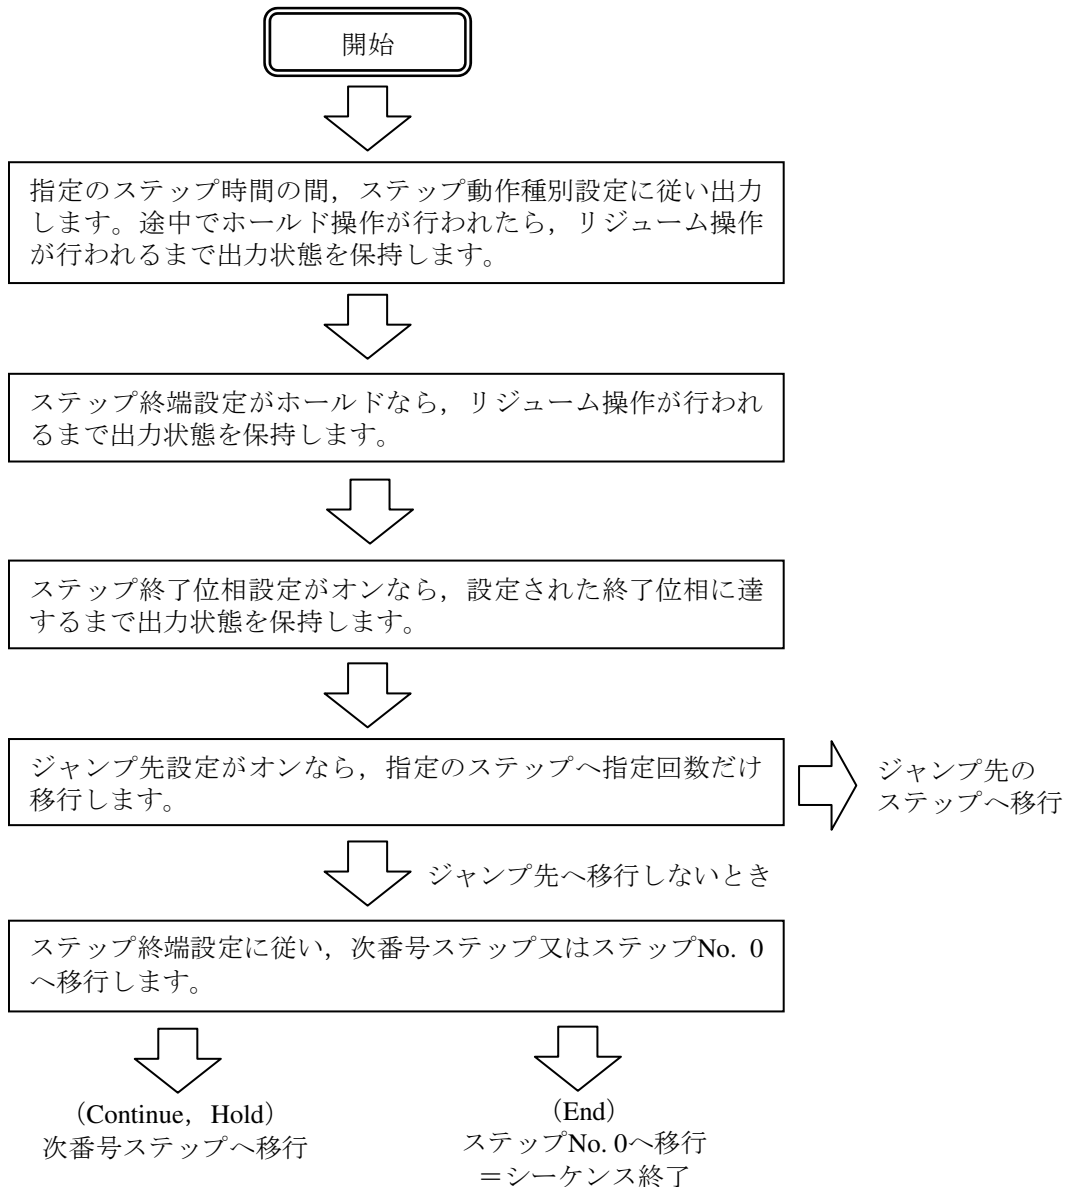 開始
指定のステップ時間の間，ステップ動作種別設定に従い出力
します。途中でホールド操作が行われたら，リジューム操作
が行われるまで出力状態を保持します。
ステップ終端設定がホールドなら，リジューム操作が行われ
るまで出力状態を保持します。
ステップ終了位相設定がオンなら，設定された終了位相に達
するまで出力状態を保持します。
ジャンプ先設定がオンなら，指定のステップへ指定回数だけ
移行します。
ジャンプ先の
ステップへ移行
ジャンプ先へ移行しないとき
ステップ終端設定に従い，次番号ステップ又はステップNo. 0
へ移行します。
（Continue，Hold）
次番号ステップへ移行
（End）
ステップNo. 0へ移行
＝シーケンス終了